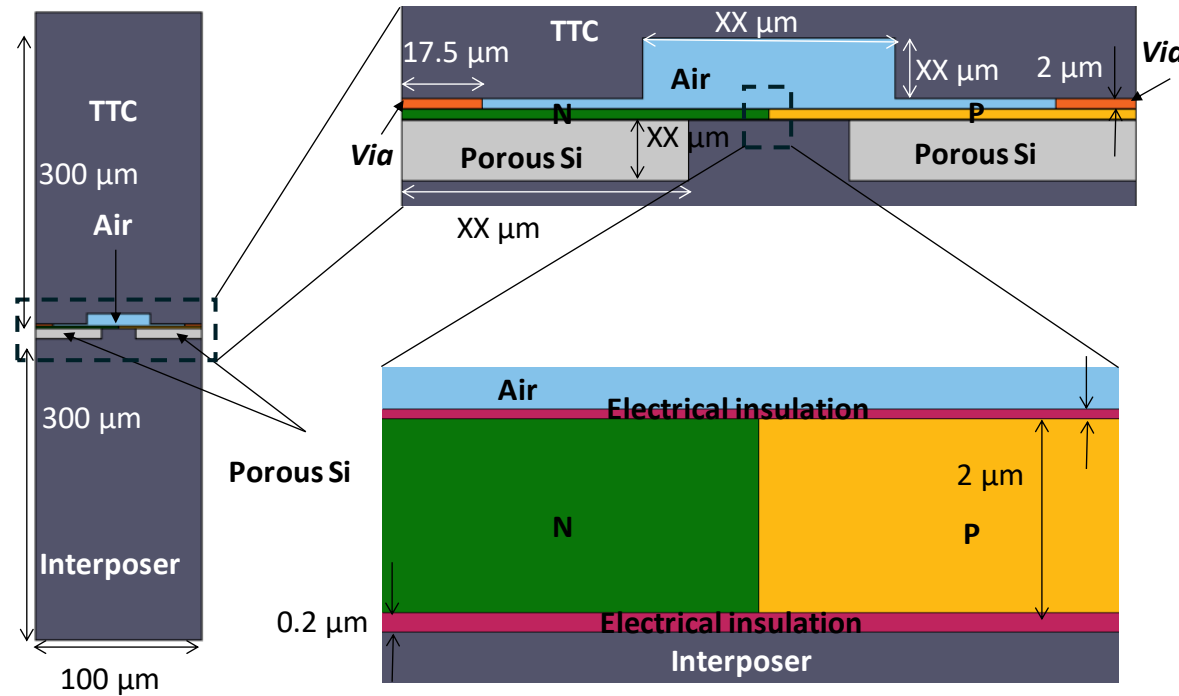 TTC
300 µm
Air
300 µm
Porous Si
Interposer
100 µm
TTC
XX µm
17.5 µm
XX µm
2 µm
Via
Air
N
P
Via
XX µm
Porous Si
Porous Si
XX µm
Air
Electrical insulation
2 µm
N
P
0.2 µm
Electrical insulation
Interposer